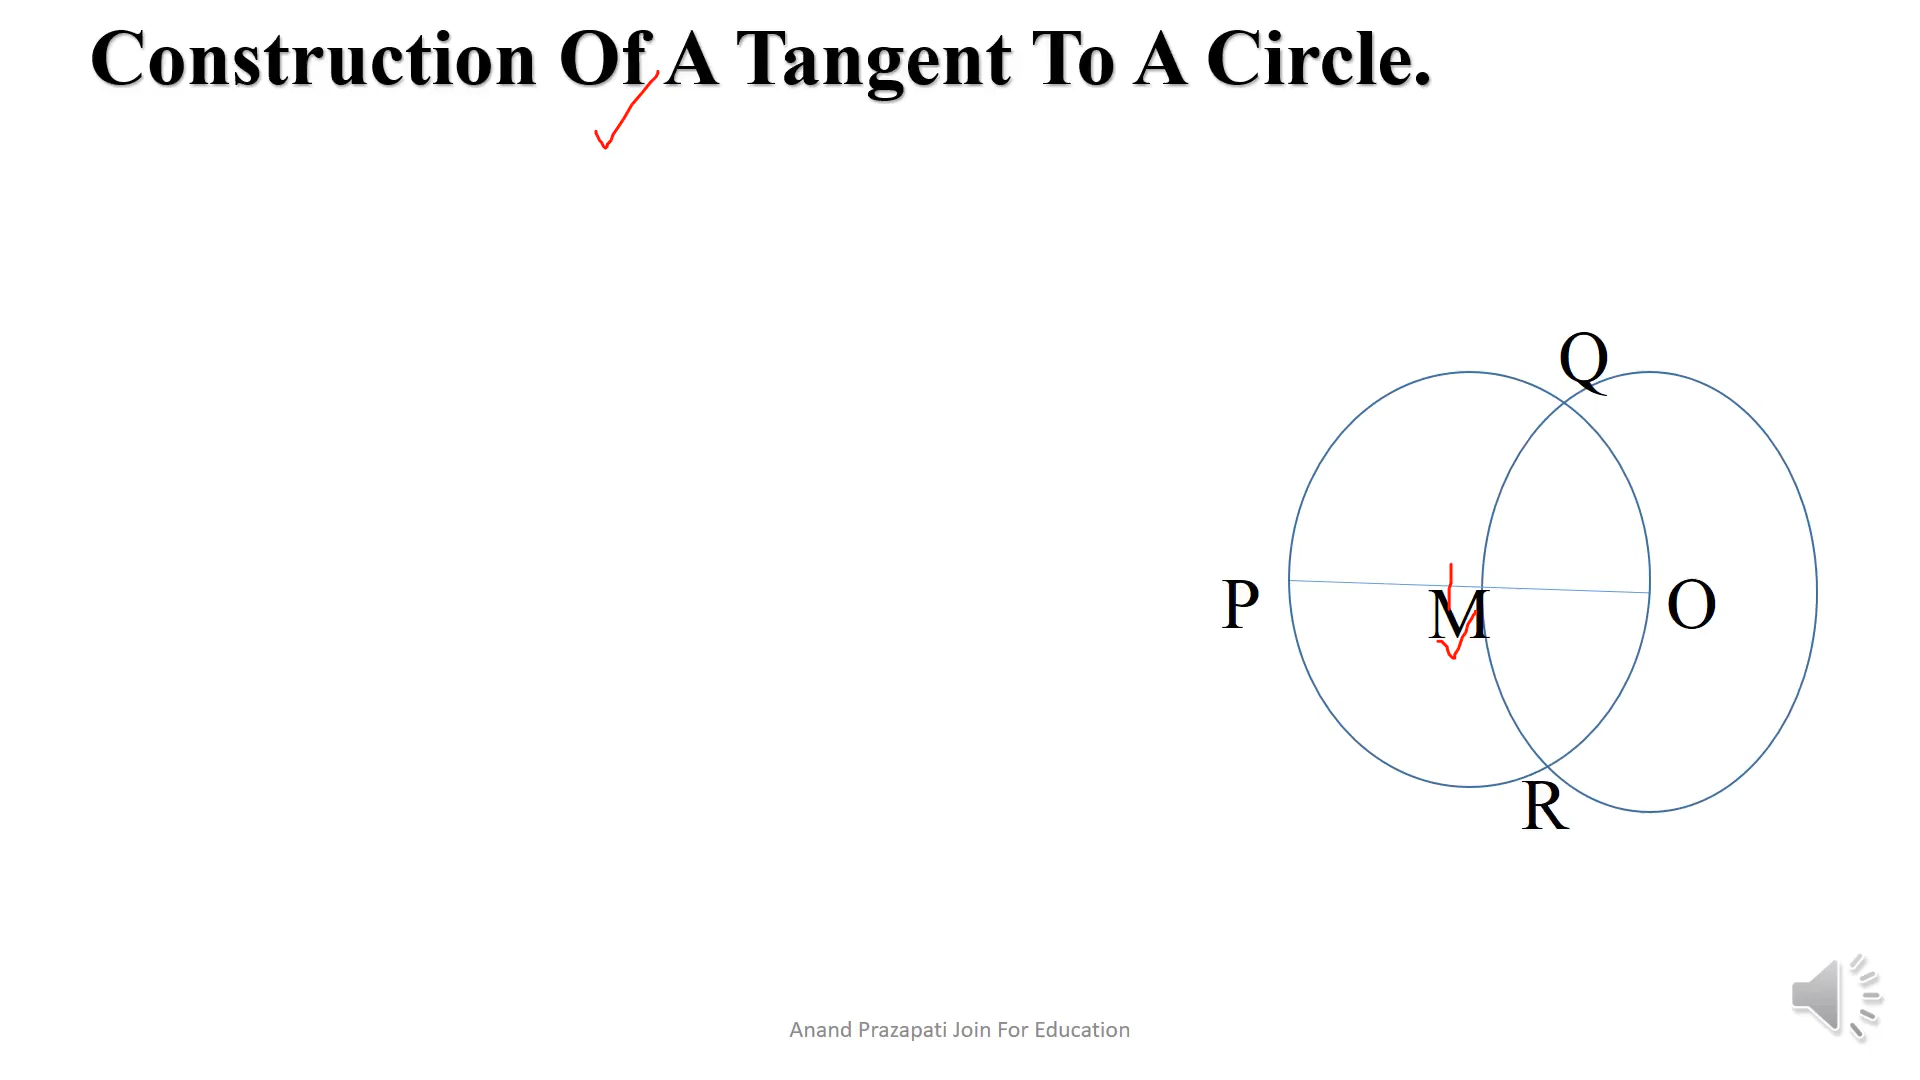 Construction Of A Tangent To A Circle.
Q
P
M
O
R
Anand Prazapati Join For Education